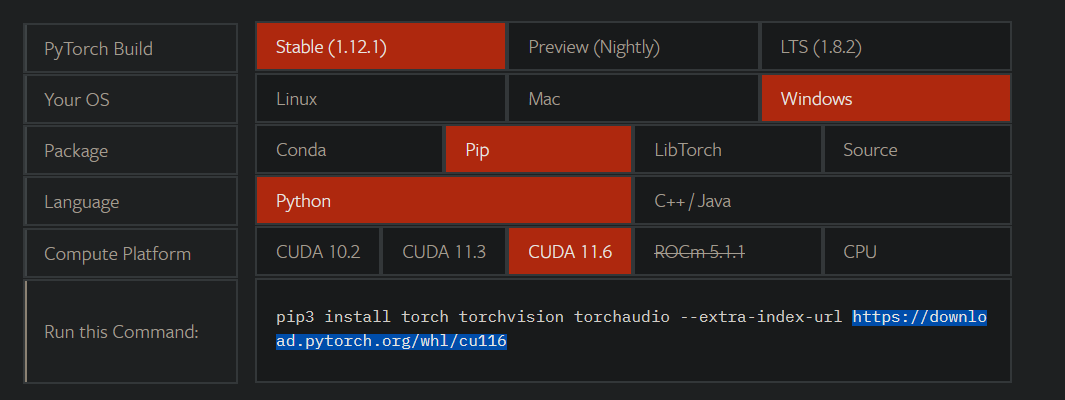 PyTorch Build
Stable (1.12.1)
Preview (Nightly)
LTS (1.8.2)
Your OS
Linux
Mac
Windows
Package
Conda
Pip
LibTorch
Source
Language
Python
C++ / Java
Compute Platform
CUDA 10.2
CUDA 11.3
CUDA 11.6
ROCm 5.1.1
CPU
Run this Command:
pip3 install torch torchvision torchaudio --extra-index-url https://downlo
ad.pytorch.org/whl/cu116